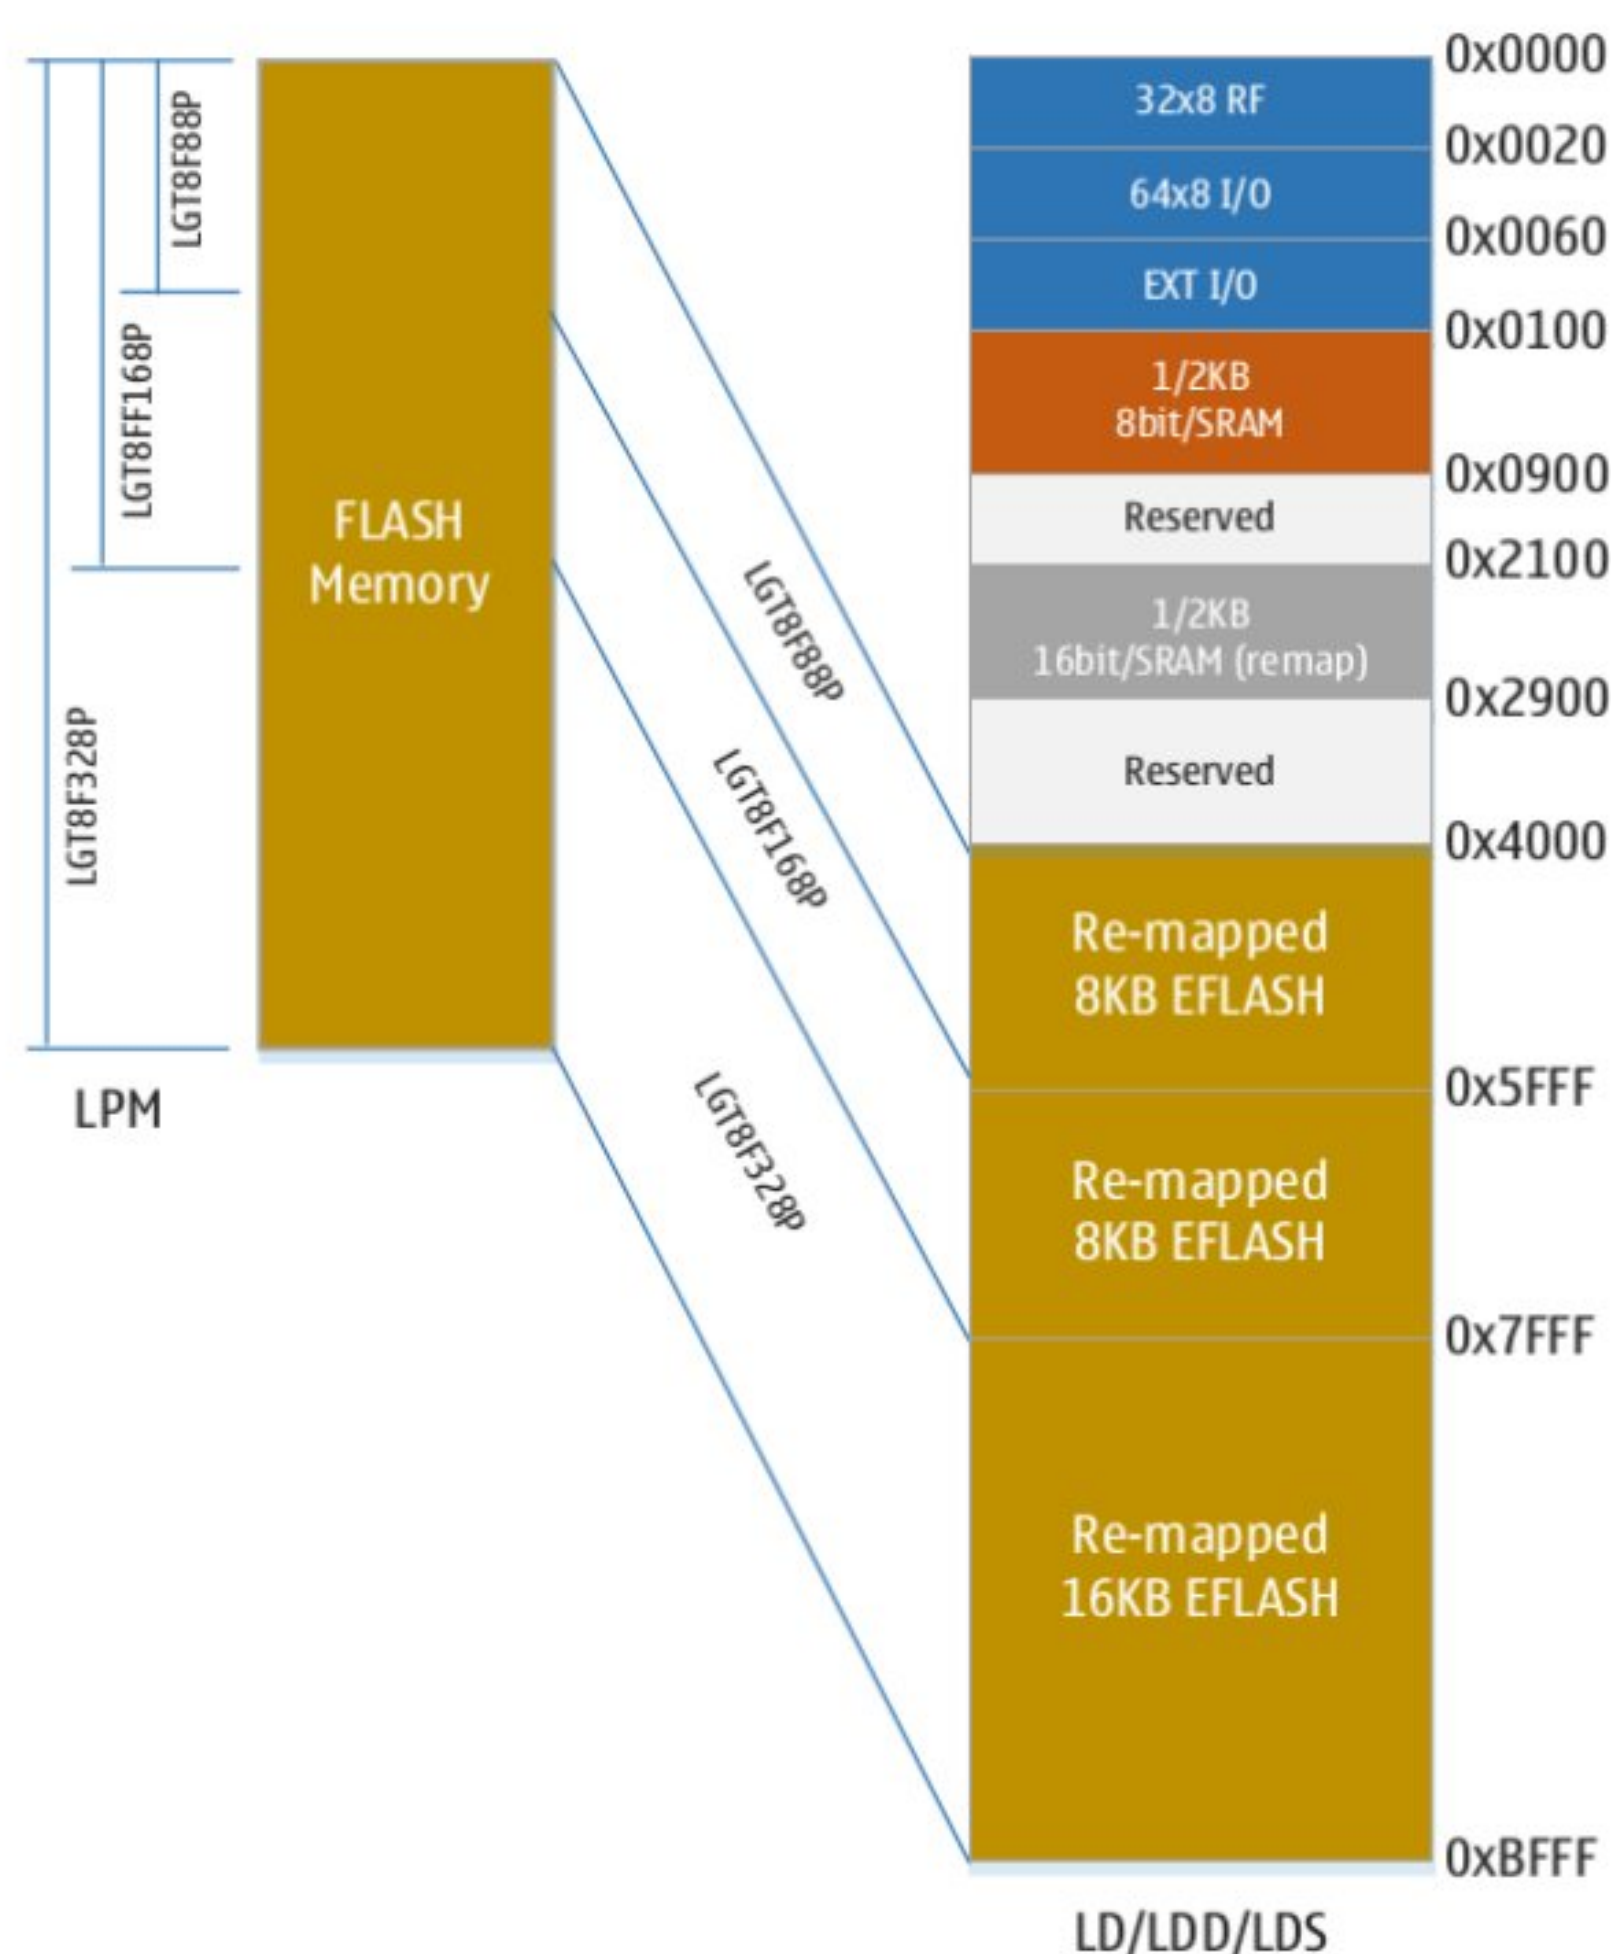 LGT8F88P
LGT8FF168P
LGT8F328P
LPM
FLASH
Memory
LGT8F88P
LGT8F168P
LGT8F328P
0x0000
32x8 RF
0x0020
64x8 I/O
0x0060
EXT I/O
0x0100
1/2KB
8bit/SRAM
0x0900
Reserved
0x2100
1/2KB
16bit/SRAM (remap)
0x2900
Reserved
0x4000
Re-mapped
8KB EFLASH
0x5FFF
Re-mapped
8KB EFLASH
0x7FFF
Re-mapped
16KB EFLASH
0xBFFF
LD/LDD/LDS